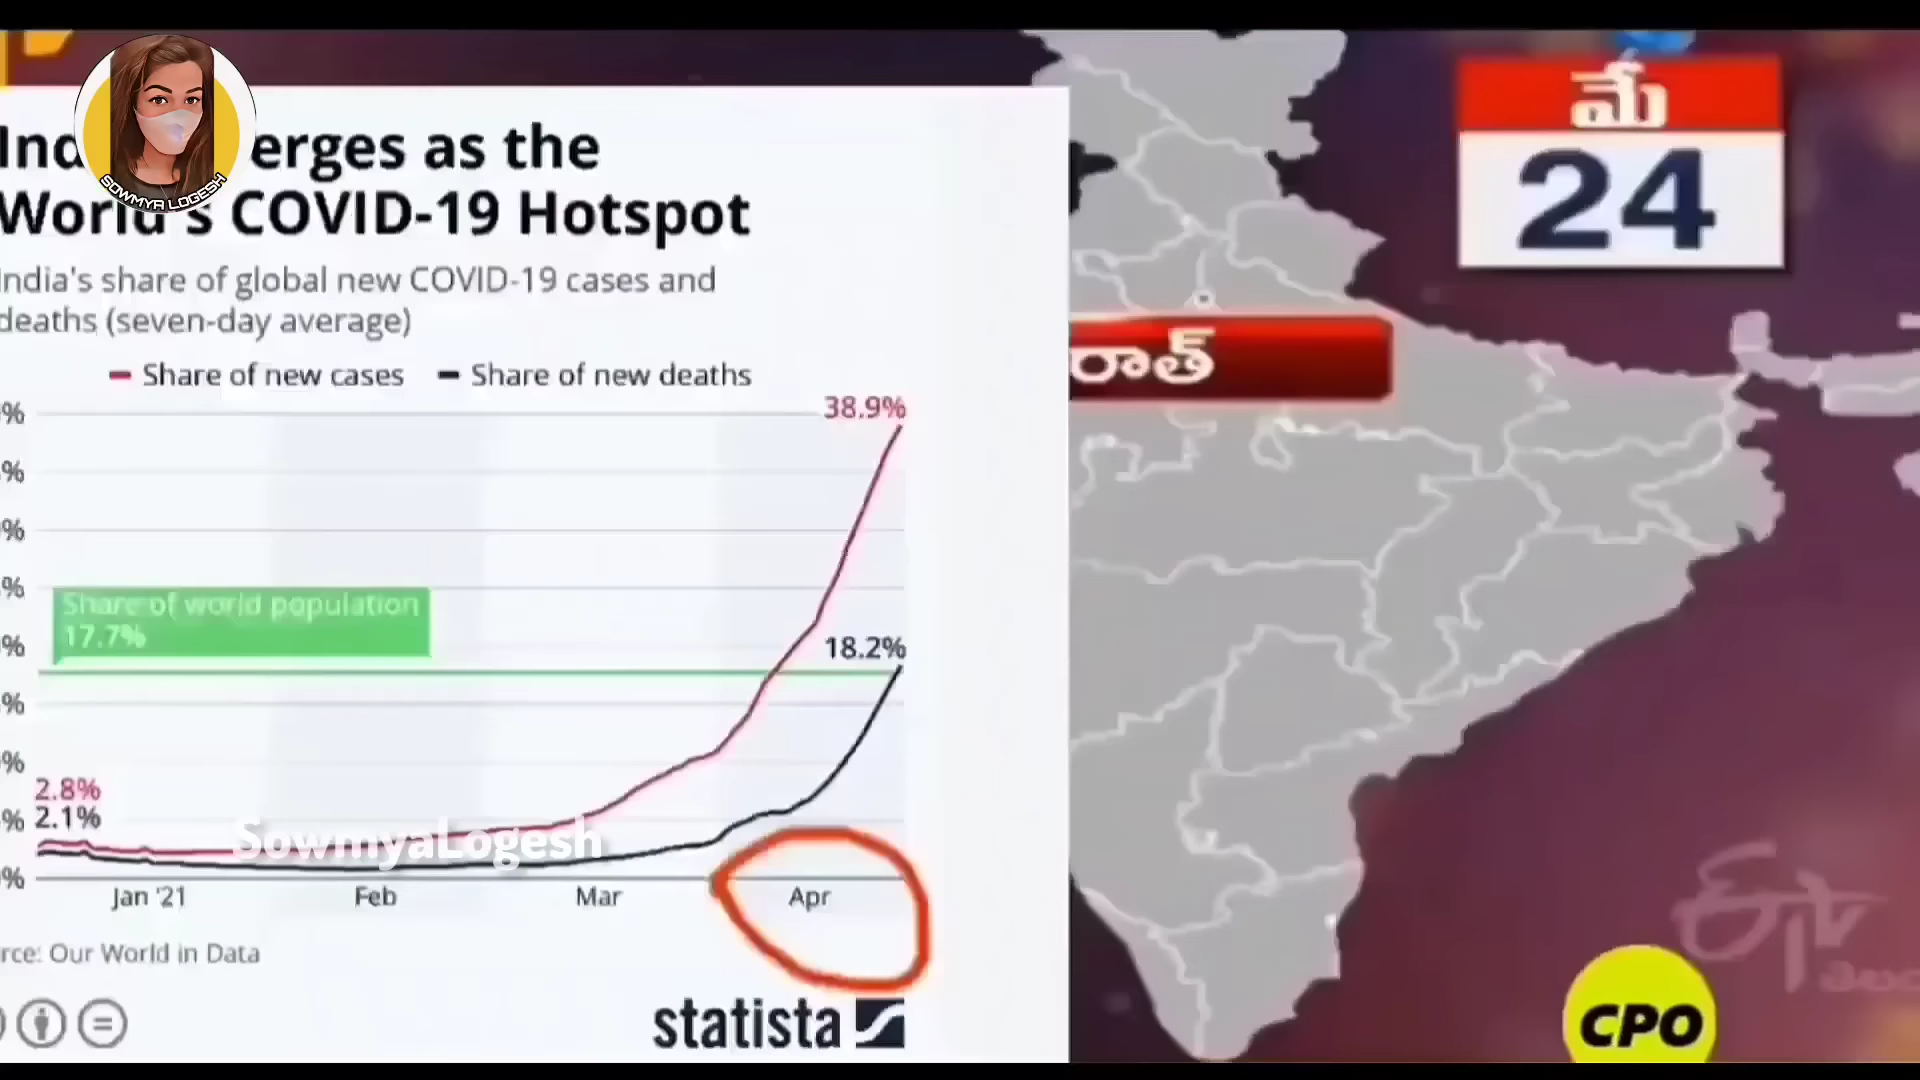 SOWMYA LOGESH
erges as the
World's COVID-19 Hotspot
India's share of global new COVID-19 cases and
deaths (seven-day average)
Share of new cases
Share of new deaths
38.9%
Share of world population
17.7%
18.2%
2.8%
2.1%
SowmyaLogesh
Jan '21
Feb
Mar
Apr
rce: Our World in Data
statista
మే
24
రాత్
CPO